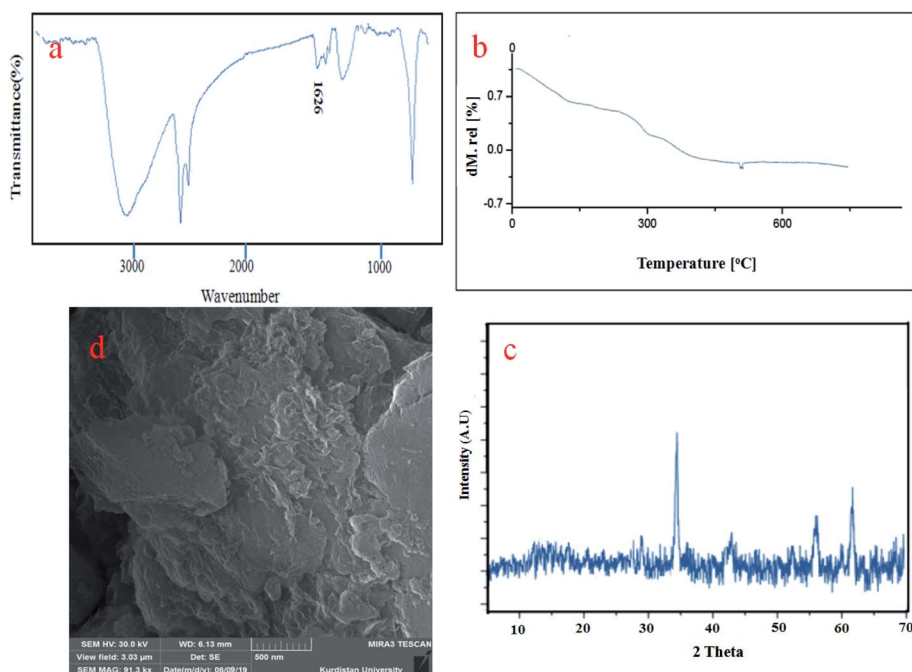 a
Transmittance(%)
1626
3000
2000
1000
Wavenumber
b
0
0.7
0.0
-0.7
dM. rel [%]
0
300
600
Temperature [°C]
d
SEM HV: 30.0 kV
WD: 6.13 mm
MIRA3 TESCAN
View field: 3.03 µm
Det: SE
500 nm
SEM MAG: 91.3 kx
Date(m/d/y): 06/09/19
Kurdistan University
c
Intensity (A.U)
10
20
30
40
50
60
70
2 Theta